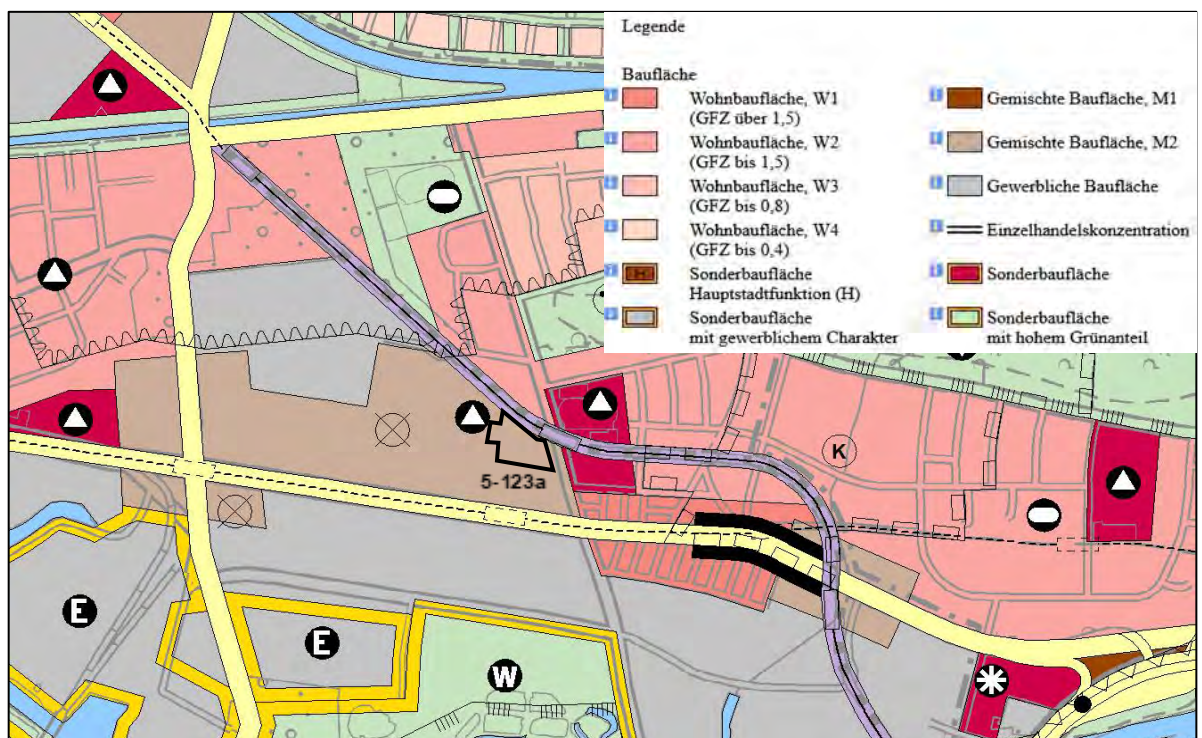 Legende
Baufläche
Wohnbaufläche, W1
(GFZ über 1,5)
Wohnbaufläche, W2
(GFZ bis 1,5)
Wohnbaufläche, W3
(GFZ bis 0,8)
Wohnbaufläche, W4
(GFZ bis 0,4)
H
Sonderbaufläche
Hauptstadtfunktion (H)
Sonderbaufläche
mit gewerblichem Charakter
Gemischte Baufläche, M1
Gemischte Baufläche, M2
Gewerbliche Baufläche
Einzelhandelskonzentration
Sonderbaufläche
Sonderbaufläche
mit hohem Grünanteil
K
5-123a
E
E
W